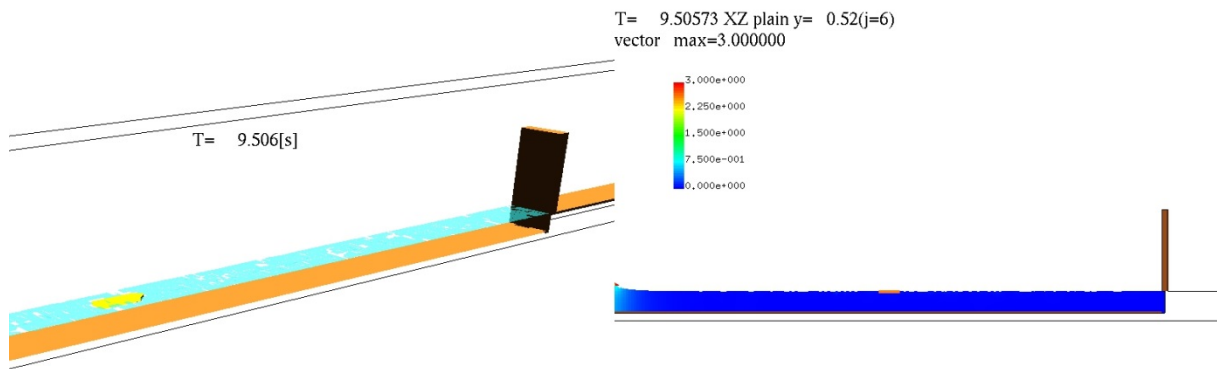 T= 9.506[s]
T= 9.50573 XZ plain y= 0.52(j=6)
vector max=3.000000
3.000e+000
2.250e+000
1.500e+000
7.500e-001
0.000e+000